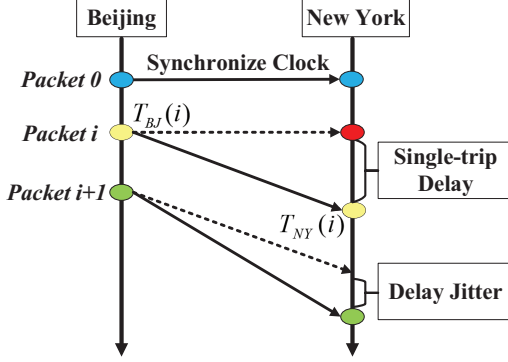 Beijing
New York
Synchronize Clock
Packet 0
T_BJ(i)
Packet i
Single-trip
Delay
Packet i+1
T_NY(i)
Delay Jitter